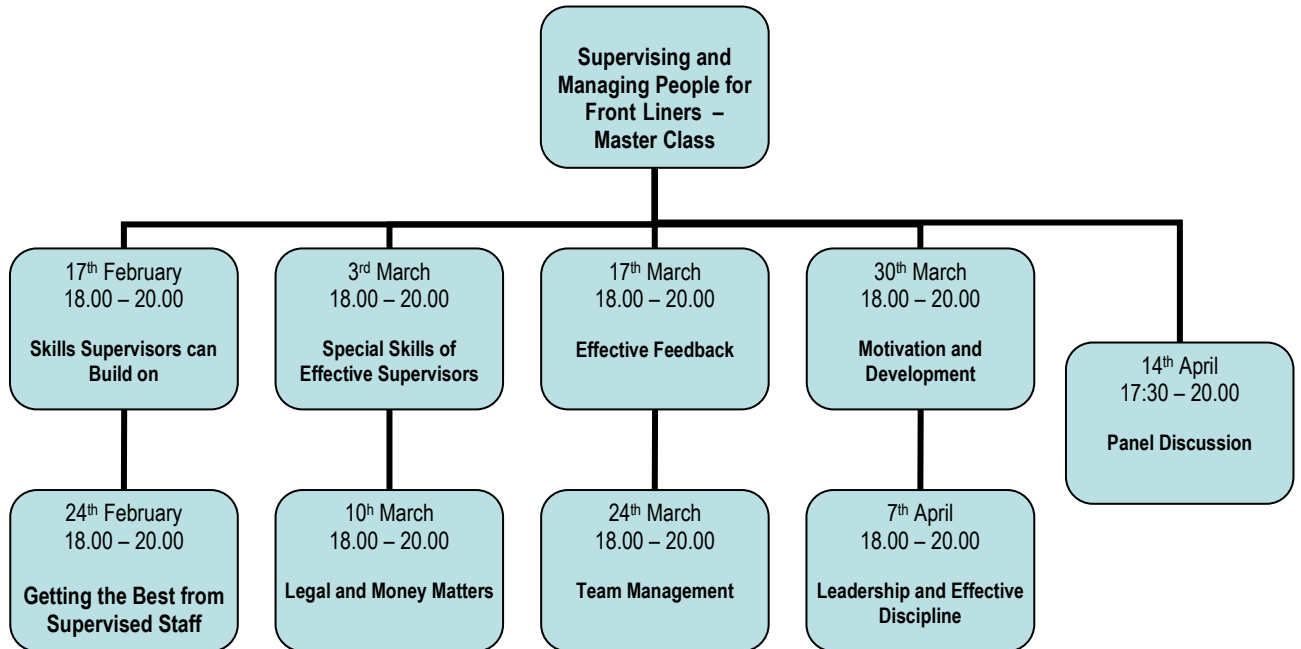 Supervising and
Managing People for
Front Liners –
Master Class
17th February
18.00 – 20.00
Skills Supervisors can
Build on
3rd March
18.00 – 20.00
Special Skills of
Effective Supervisors
17th March
18.00 – 20.00
Effective Feedback
30th March
18.00 – 20.00
Motivation and
Development
14th April
17:30 – 20.00
Panel Discussion
24th February
18.00 – 20.00
Getting the Best from
Supervised Staff
10h March
18.00 – 20.00
Legal and Money Matters
24th March
18.00 – 20.00
Team Management
7th April
18.00 – 20.00
Leadership and Effective
Discipline